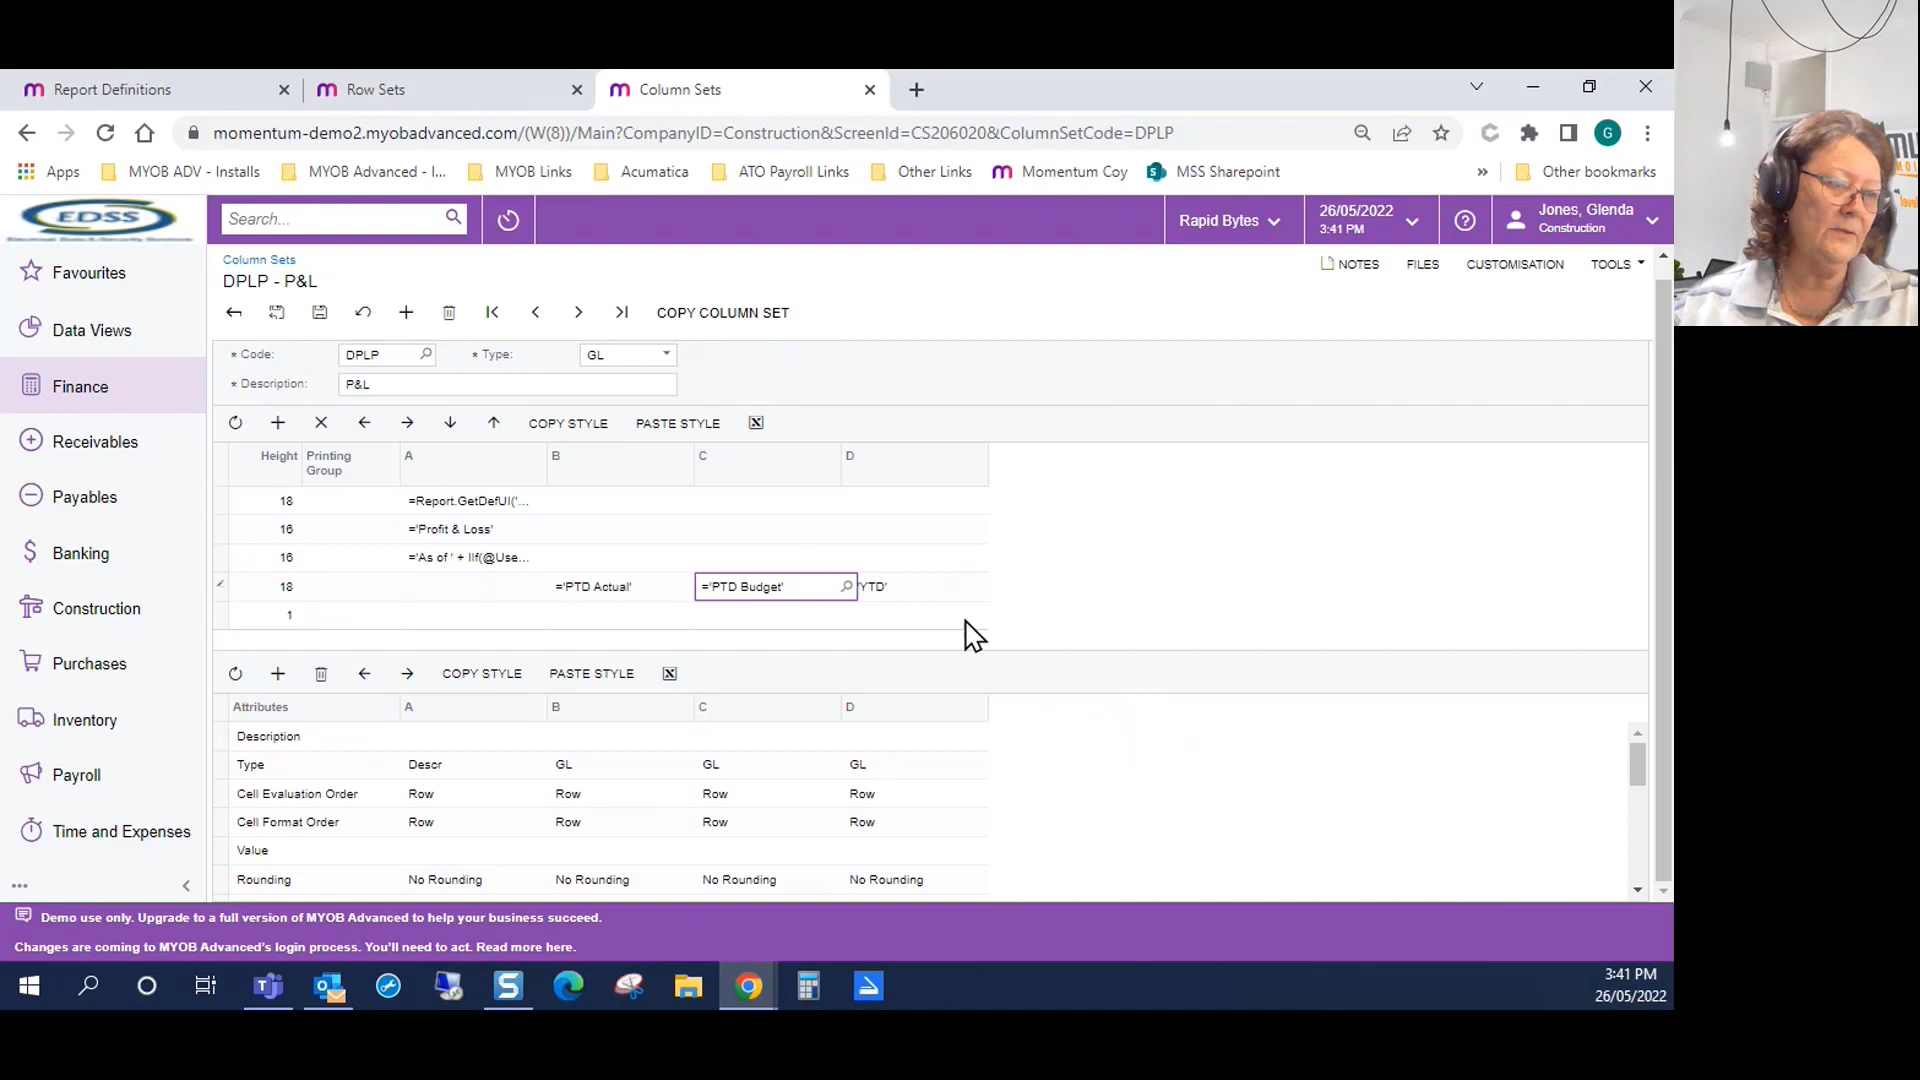 Report Definitions
Row Sets
Column Sets
momentum-demo2.myobadvanced.com/(W(8))/Main?CompanyID=Construction&ScreenId=CS206020&ColumnSetCode=DPLP
G
Apps
MYOB ADV - Installs
MYOB Advanced - I...
MYOB Links
Acumatica
ATO Payroll Links
Other Links
Momentum Coy
MSS Sharepoint
»
Other bookmarks
EDSS
Search...
Rapid Bytes
26/05/2022
3:41 PM
Jones, Glenda
Construction
Favourites
Data Views
Finance
Receivables
Payables
Banking
Construction
Purchases
Inventory
Payroll
Time and Expenses
Column Sets
DPLP - P&L
NOTES
FILES
CUSTOMISATION
TOOLS
COPY COLUMN SET
* Code:
DPLP
* Type:
GL
* Description:
P&L
COPY STYLE
PASTE STYLE
Height
Printing Group
A
B
C
D
18
=Report.GetDefUI('...
16
='Profit & Loss'
16
='As of ' + IIf(@Use...
18
='PTD Actual'
='PTD Budget'
'YTD'
1
COPY STYLE
PASTE STYLE
Attributes
A
B
C
D
Description
Type
Descr
GL
GL
GL
Cell Evaluation Order
Row
Row
Row
Row
Cell Format Order
Row
Row
Row
Row
Value
Rounding
No Rounding
No Rounding
No Rounding
No Rounding
Demo use only. Upgrade to a full version of MYOB Advanced to help your business succeed.
Changes are coming to MYOB Advanced's login process. You'll need to act. Read more here.
3:41 PM
26/05/2022